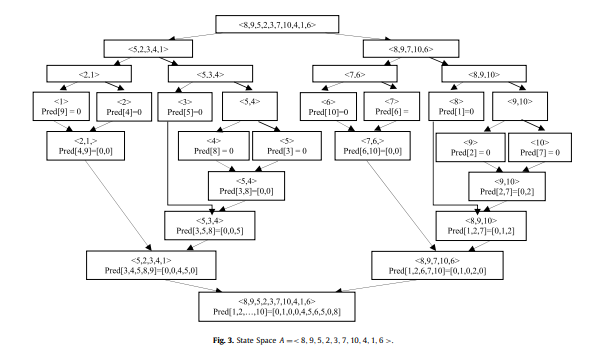 <8,9,5,2,3,7,10,4,1,6>
<5,2,3,4,1>
<8,9,7,10,6>
<2,1>
<5,3,4>
<7,6>
<8,9,10>
<1>
Pred[9] = 0
<2>
Pred[4]=0
<3>
Pred[5]=0
<5,4>
<6>
Pred[10]=0
<7>
Pred[6] =
<8>
Pred[1]=0
<9,10>
<2,1,>
Pred[4,9]=[0,0]
<4>
Pred[8] = 0
<5>
Pred[3] = 0
<7,6,>
Pred[6,10]=[0,0]
<9>
Pred[2] = 0
<10>
Pred[7] = 0
<5,4>
Pred[3,8]=[0,0]
<9,10>
Pred[2,7]=[0,2]
<5,3,4>
Pred[3,5,8]=[0,0,5]
<8,9,10>
Pred[1,2,7]=[0,1,2]
<5,2,3,4,1>
Pred[3,4,5,8,9]=[0,0,4,5,0]
<8,9,7,10,6>
Pred[1,2,6,7,10]=[0,1,0,2,0]
<8,9,5,2,3,7,10,4,1,6>
Pred[1,2,…,10]=[0,1,0,0,4,5,6,5,0,8]
Fig. 3. State Space A =< 8, 9, 5, 2, 3, 7, 10, 4, 1, 6 >.